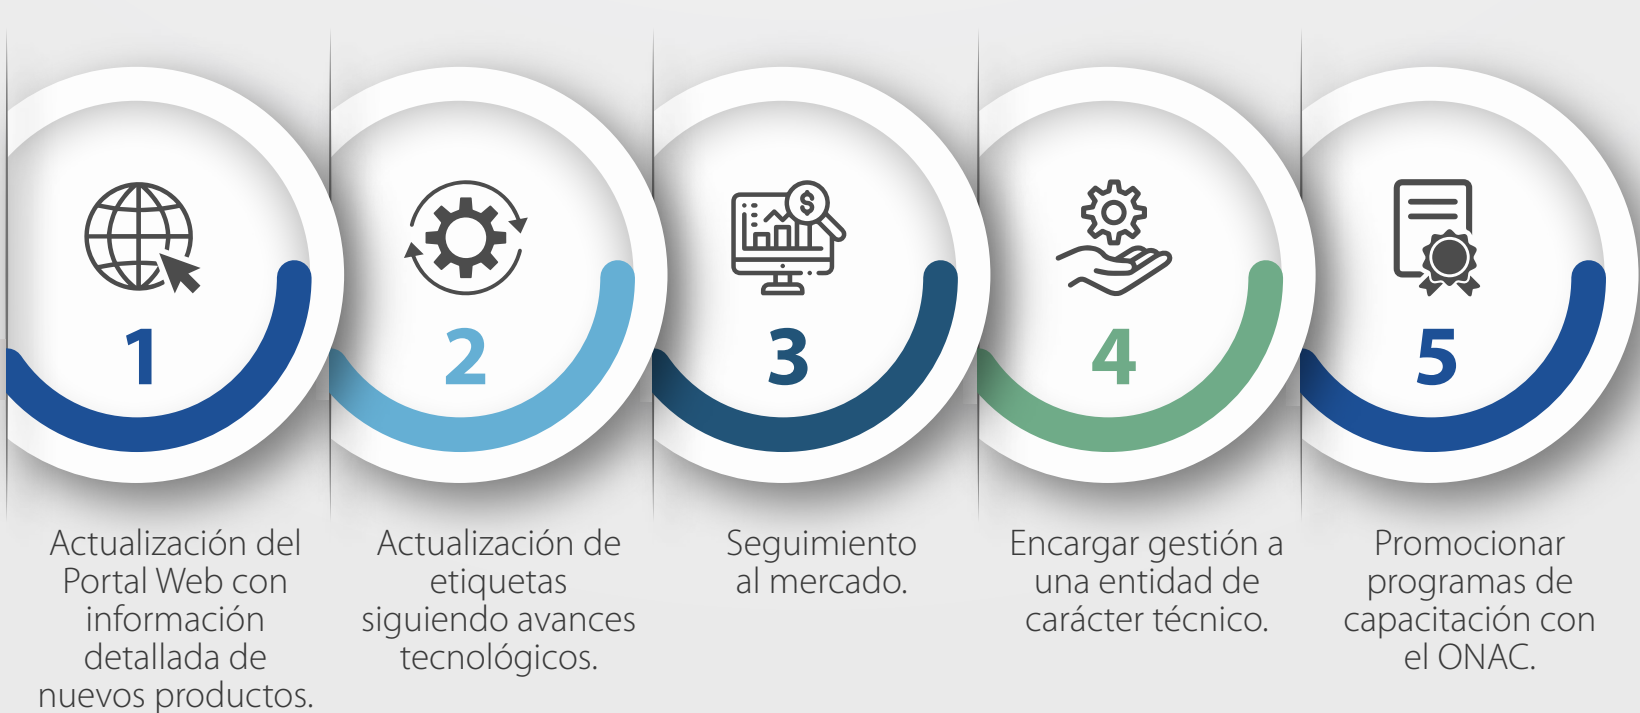 1
Actualización del
Portal Web con
información
detallada de
nuevos productos.
2
Actualización de
etiquetas
siguiendo avances
tecnológicos.
$
3
Seguimiento
al mercado.
4
Encargar gestión a
una entidad de
carácter técnico.
5
Promocionar
programas de
capacitación con
el ONAC.